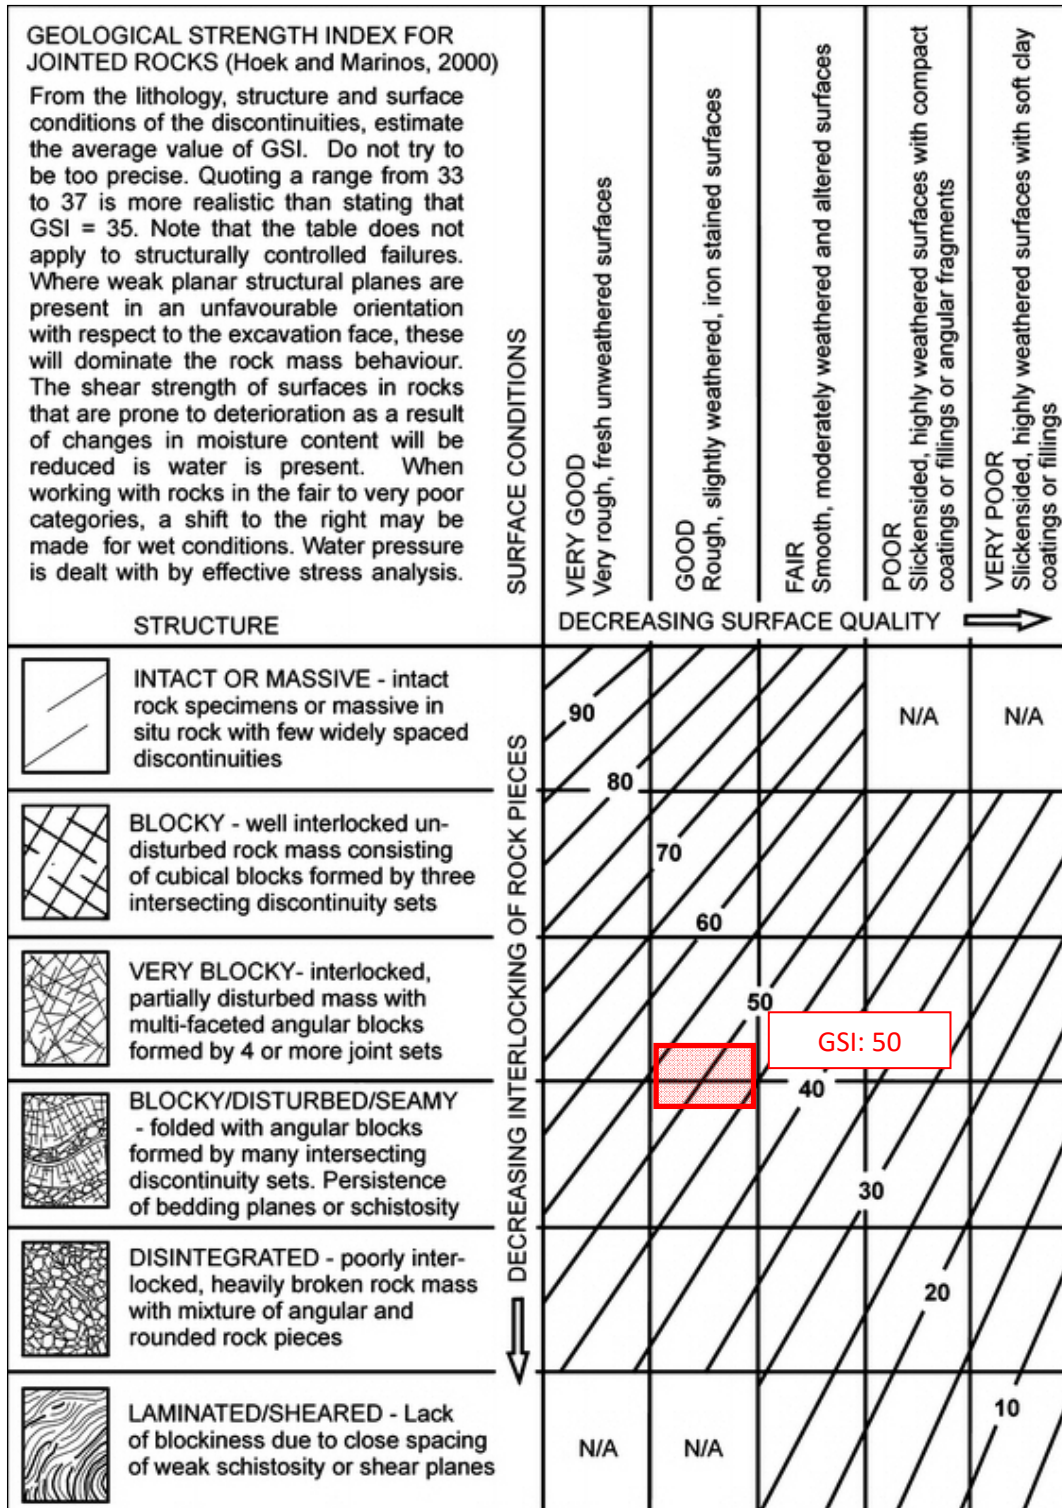 GEOLOGICAL STRENGTH INDEX FOR
JOINTED ROCKS (Hoek and Marinos, 2000)
From the lithology, structure and surface
conditions of the discontinuities, estimate
the average value of GSI. Do not try to
be too precise. Quoting a range from 33
to 37 is more realistic than stating that
GSI = 35. Note that the table does not
apply to structurally controlled failures.
Where weak planar structural planes are
present in an unfavourable orientation
with respect to the excavation face, these
will dominate the rock mass behaviour.
The shear strength of surfaces in rocks
that are prone to deterioration as a result
of changes in moisture content will be
reduced is water is present. When
working with rocks in the fair to very poor
categories, a shift to the right may be
made for wet conditions. Water pressure
is dealt with by effective stress analysis.
STRUCTURE
SURFACE CONDITIONS
VERY GOOD
Very rough, fresh unweathered surfaces
GOOD
Rough, slightly weathered, iron stained surfaces
FAIR
Smooth, moderately weathered and altered surfaces
POOR
Slickensided, highly weathered surfaces with compact
coatings or fillings or angular fragments
VERY POOR
Slickensided, highly weathered surfaces with soft clay
coatings or fillings
DECREASING SURFACE QUALITY
DECREASING INTERLOCKING OF ROCK PIECES
INTACT OR MASSIVE - intact
rock specimens or massive in
situ rock with few widely spaced
discontinuities
90
N/A
N/A
80
BLOCKY - well interlocked un-
disturbed rock mass consisting
of cubical blocks formed by three
intersecting discontinuity sets
70
60
VERY BLOCKY- interlocked,
partially disturbed mass with
multi-faceted angular blocks
formed by 4 or more joint sets
50
GSI: 50
40
BLOCKY/DISTURBED/SEAMY
- folded with angular blocks
formed by many intersecting
discontinuity sets. Persistence
of bedding planes or schistosity
30
DISINTEGRATED - poorly inter-
locked, heavily broken rock mass
with mixture of angular and
rounded rock pieces
20
LAMINATED/SHEARED - Lack
of blockiness due to close spacing
of weak schistosity or shear planes
N/A
N/A
10